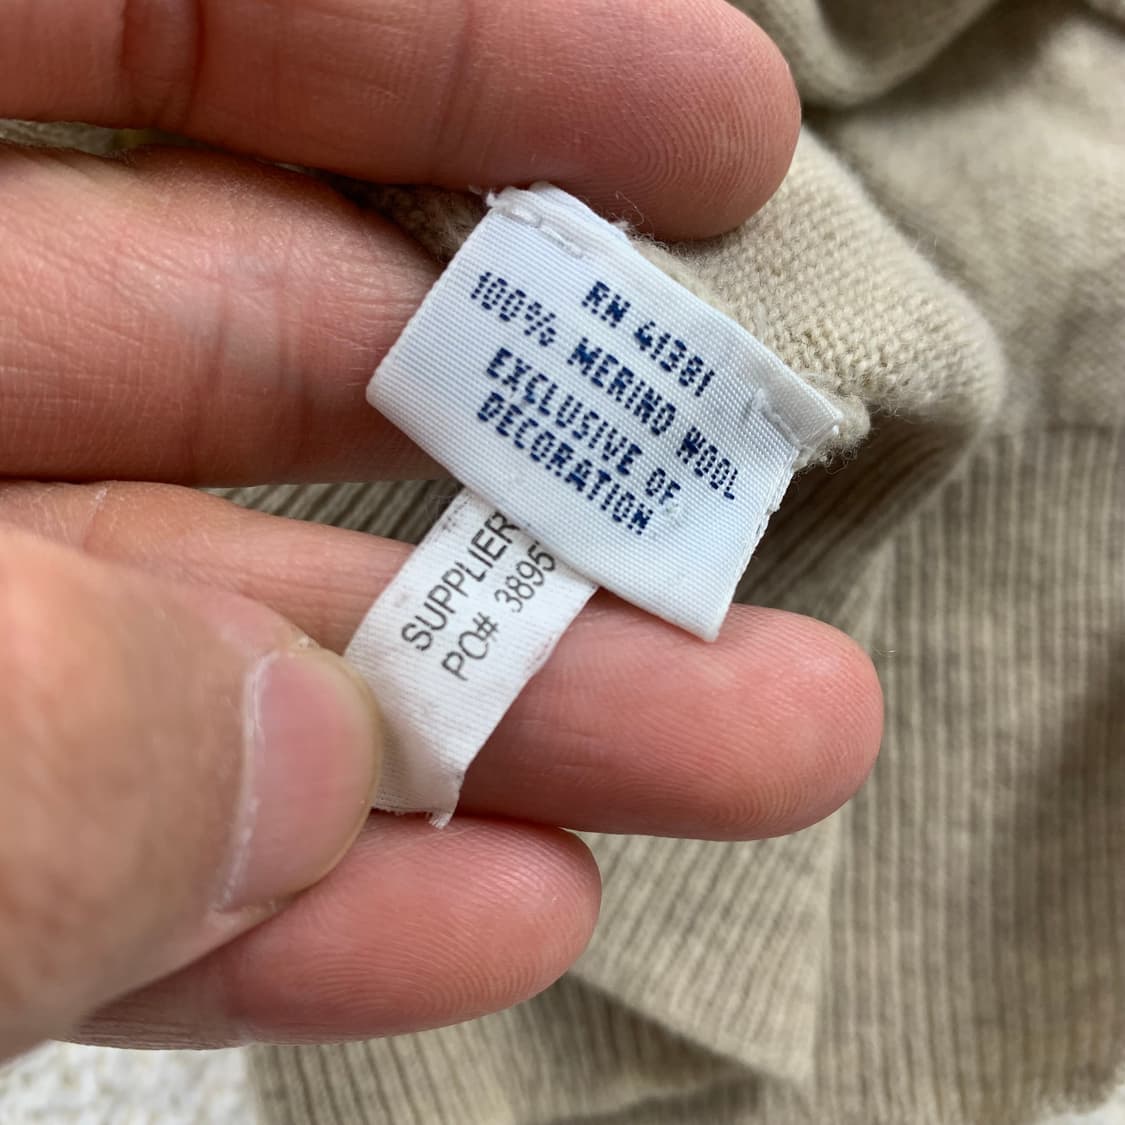 RN 41381
100% MERINO WOOL
EXCLUSIVE OF
DECORATION
SUPPLIER
PO# 3895